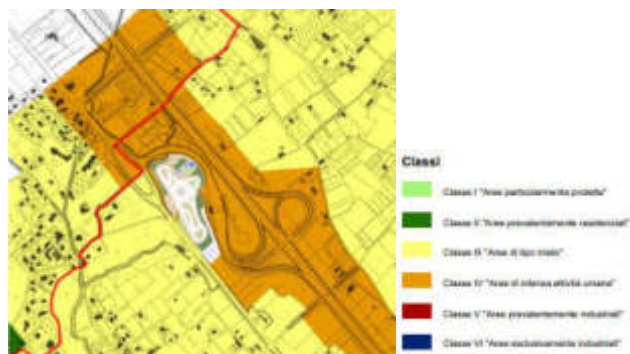 Classi
Classe I "Aree particolarmente protette"
Classe II "Aree prevalentemente residenziali"
Classe III "Aree di tipo misto"
Classe IV "Aree di intensa attività umana"
Classe V "Aree prevalentemente industriali"
Classe VI "Aree esclusivamente industriali"